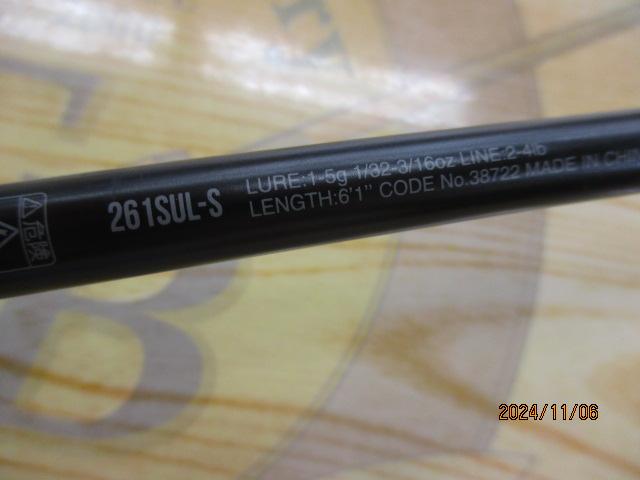 危険
261SUL-S
LURE:1-5g 1/32-3/16oz LINE:2-4lb
LENGTH:6'1" CODE No.38722 MADE IN CHIN
2024/11/06